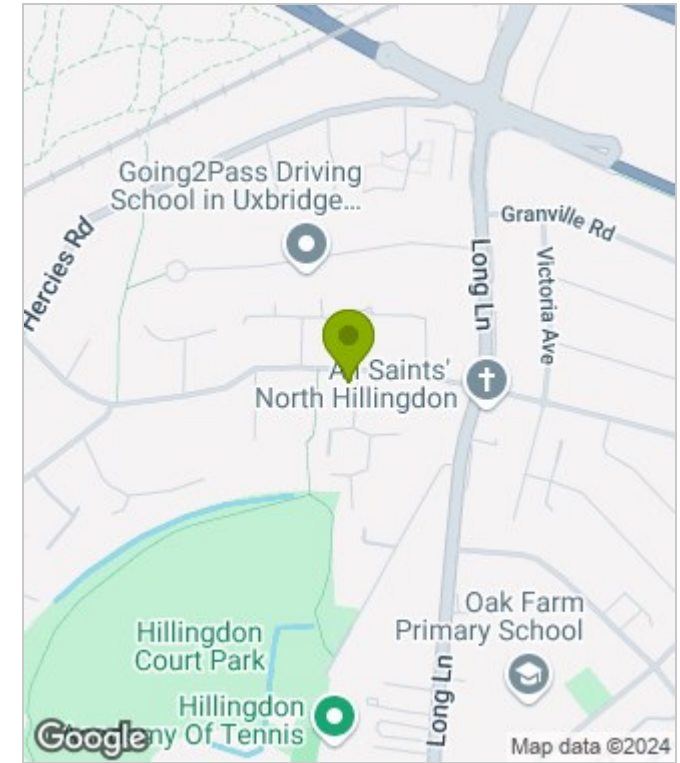 Going2Pass Driving
School in Uxbridge...
Granville Rd
Hercies Rd
Long Ln
Victoria Ave
All Saints'
North Hillingdon
Oak Farm
Primary School
Hillingdon
Court Park
Long Ln
Hillingdon
my Of Tennis
Google
Map data ©2024